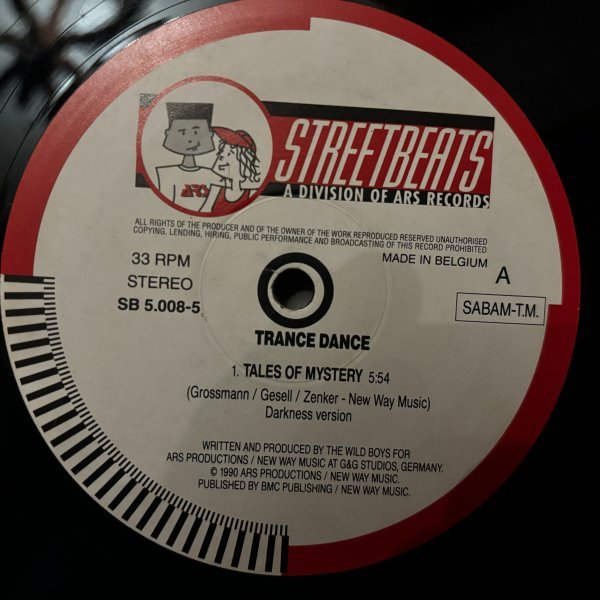 ARS
STREETBEATS
A DIVISION OF ARS RECORDS
ALL RIGHTS OF THE PRODUCER AND OF THE OWNER OF THE WORK REPRODUCED RESERVED UNAUTHORISED
COPYING, LENDING, HIRING, PUBLIC PERFORMANCE AND BROADCASTING OF THIS RECORD PROHIBITED
33 RPM
MADE IN BELGIUM
STEREO
A
SB 5.008-5
SABAM-T.M.
TRANCE DANCE
1. TALES OF MYSTERY 5:54
(Grossmann / Gesell / Zenker - New Way Music)
Darkness version
WRITTEN AND PRODUCED BY THE WILD BOYS FOR
ARS PRODUCTIONS / NEW WAY MUSIC AT G&G STUDIOS, GERMANY.
© 1990 ARS PRODUCTIONS / NEW WAY MUSIC.
PUBLISHED BY BMC PUBLISHING / NEW WAY MUSIC.